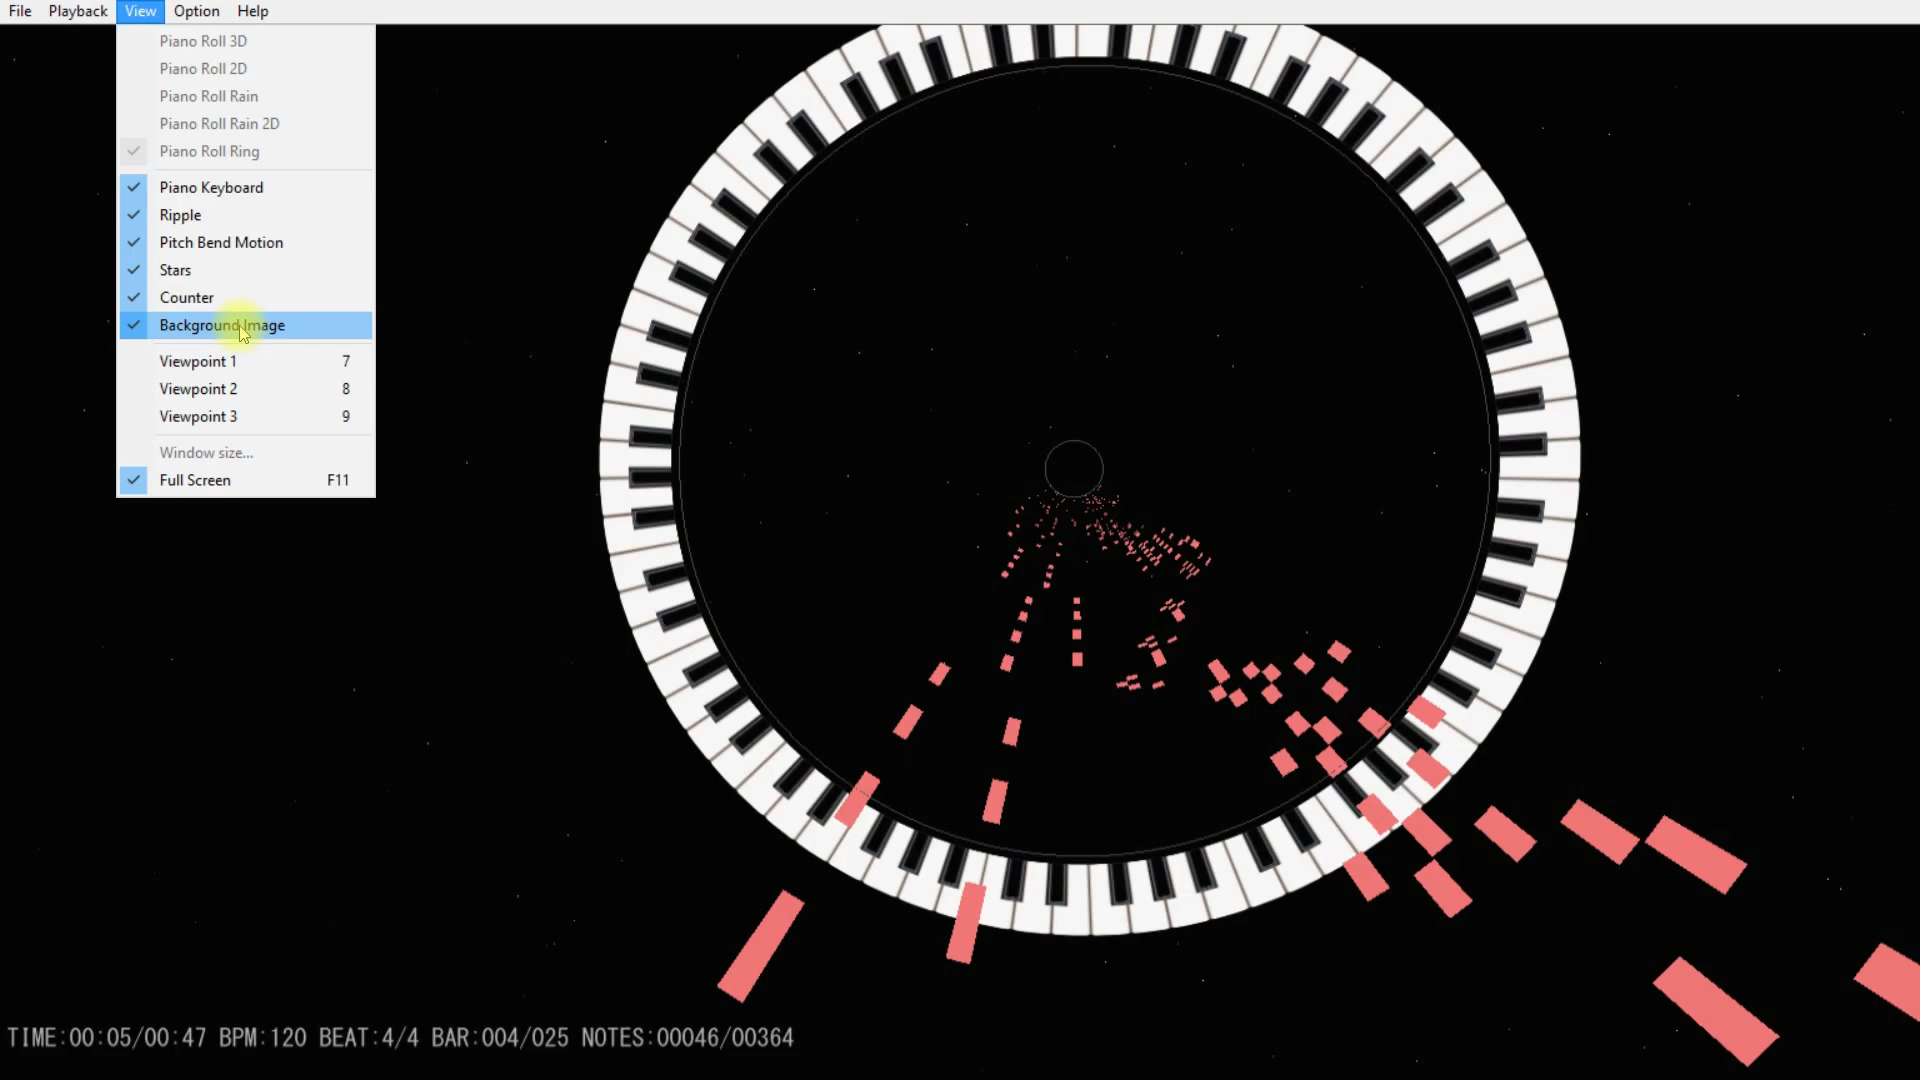 File Playback View Option Help
Piano Roll 3D
Piano Roll 2D
Piano Roll Rain
Piano Roll Rain 2D
Piano Roll Ring
Piano Keyboard
Ripple
Pitch Bend Motion
Stars
Counter
Background Image
Viewpoint 1 7
Viewpoint 2 8
Viewpoint 3 9
Window size...
Full Screen F11
TIME:00:05/00:47 BPM:120 BEAT:4/4 BAR:004/025 NOTES:00046/00364